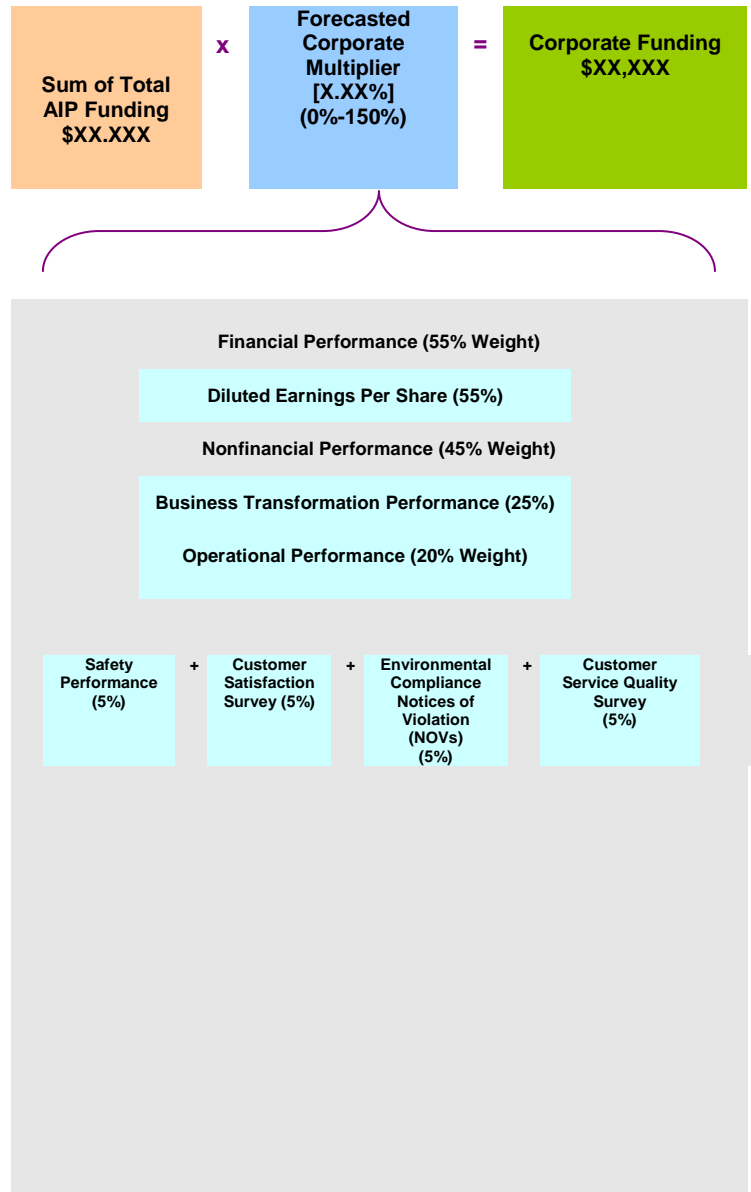 Sum of Total
AIP Funding
$XX.XXX
x
Forecasted
Corporate
Multiplier
[X.XX%]
(0%-150%)
=
Corporate Funding
$XX,XXX
Financial Performance (55% Weight)
Diluted Earnings Per Share (55%)
Nonfinancial Performance (45% Weight)
Business Transformation Performance (25%)
Operational Performance (20% Weight)
Safety
Performance
(5%)
+
Customer
Satisfaction
Survey (5%)
+
Environmental
Compliance
Notices of
Violation
(NOVs)
(5%)
+
Customer
Service Quality
Survey
(5%)